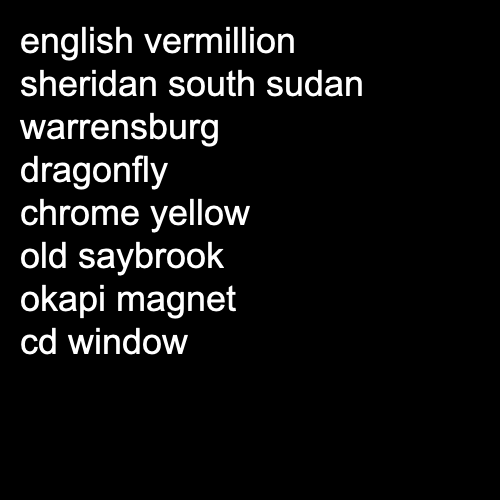 english vermillion
sheridan south sudan
warrensburg
dragonfly
chrome yellow
old saybrook
okapi magnet
cd window